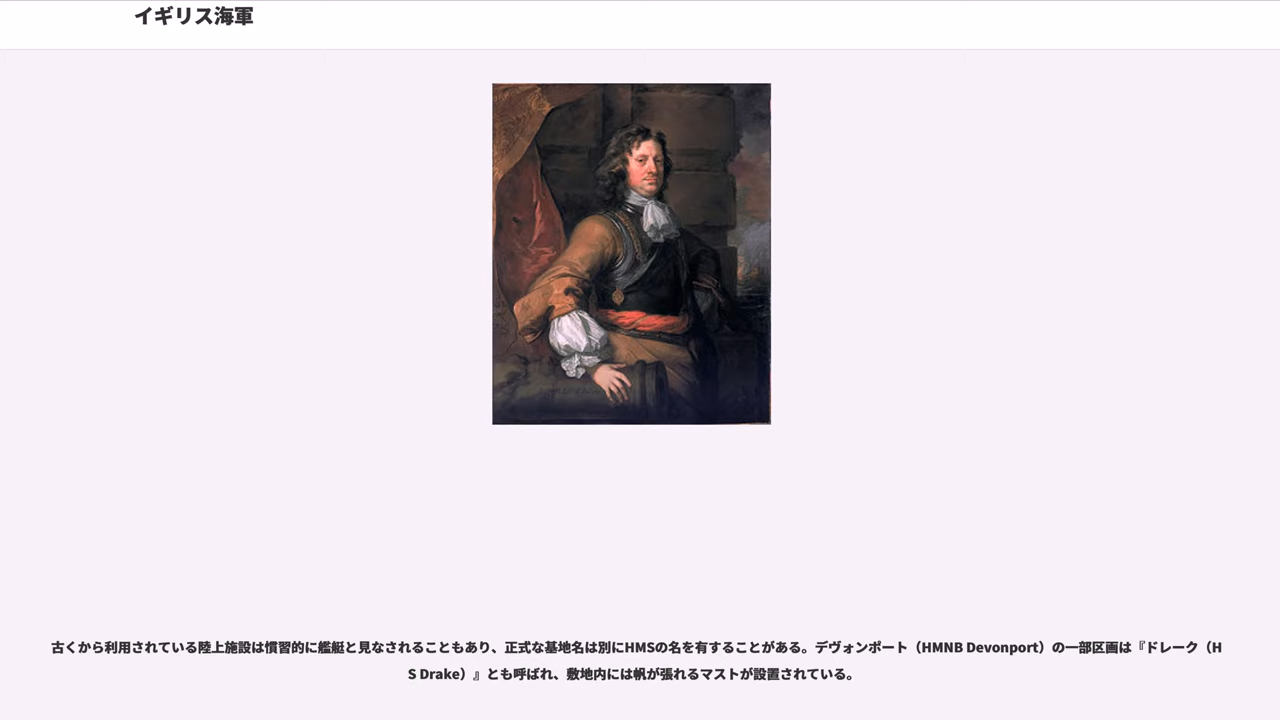 イギリス海軍
古くから利用されている陸上施設は慣習的に艦艇と見なされることもあり、正式な基地名は別にHMSの名を有することがある。デヴォンポート（HMNB Devonport）の一部区画は『ドレーク（H
S Drake）』とも呼ばれ、敷地内には帆が張れるマストが設置されている。